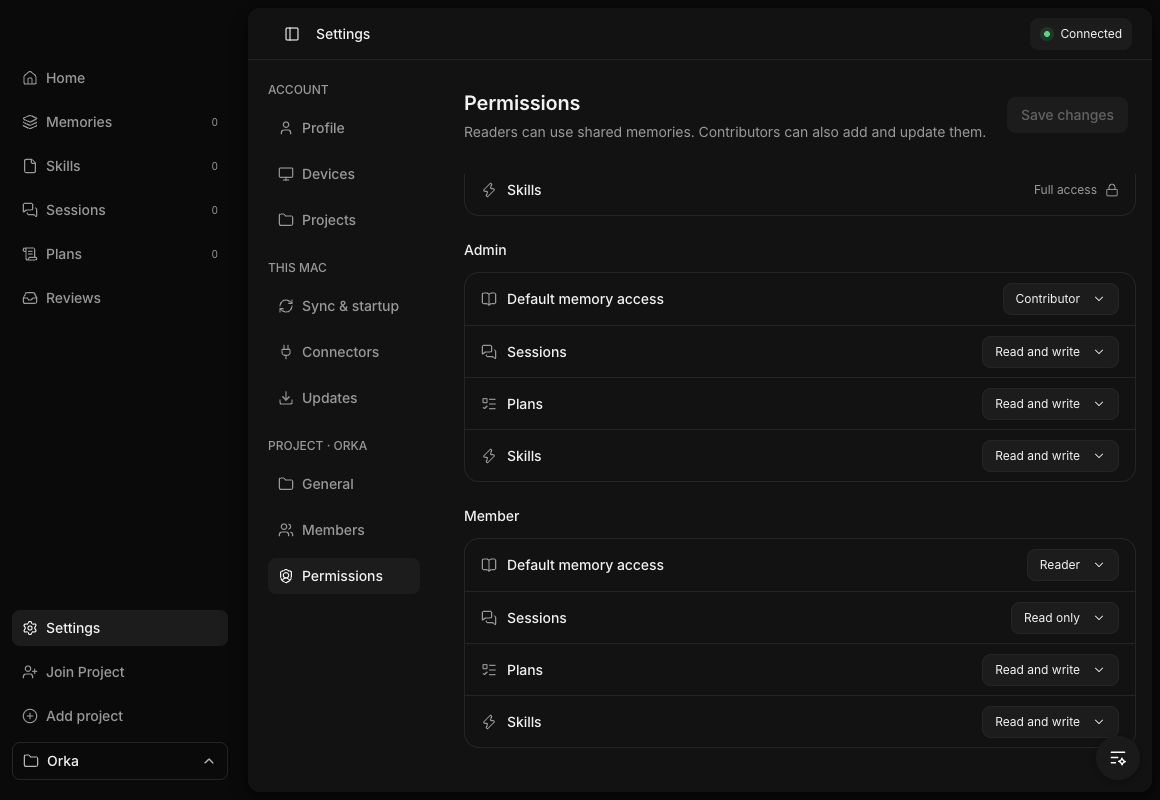 Settings
Connected
Home
Memories 0
Skills 0
Sessions 0
Plans 0
Reviews
Settings
Join Project
Add project
Orka
ACCOUNT
Profile
Devices
Projects
THIS MAC
Sync & startup
Connectors
Updates
PROJECT · ORKA
General
Members
Permissions
Permissions
Readers can use shared memories. Contributors can also add and update them.
Save changes
Skills Full access
Admin
Default memory access Contributor
Sessions Read and write
Plans Read and write
Skills Read and write
Member
Default memory access Reader
Sessions Read only
Plans Read and write
Skills Read and write